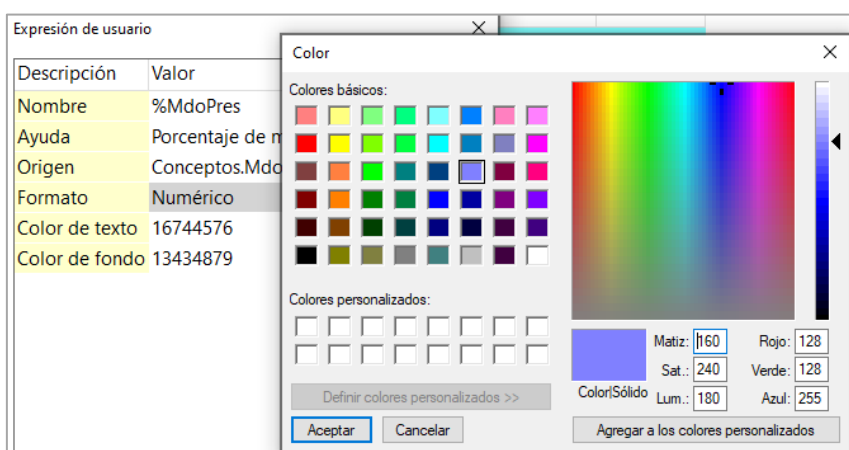 Expresión de usuario
Descripción Valor
Nombre %MdoPres
Ayuda Porcentaje de
Origen Conceptos.Mdo
Formato Numérico
Color de texto 16744576
Color de fondo 13434879
Color
Colores básicos:
Colores personalizados:
Definir colores personalizados >>
Aceptar Cancelar
Color|Sólido
Matiz: 160 Rojo: 128
Sat.: 240 Verde: 128
Lum.: 180 Azul: 255
Agregar a los colores personalizados